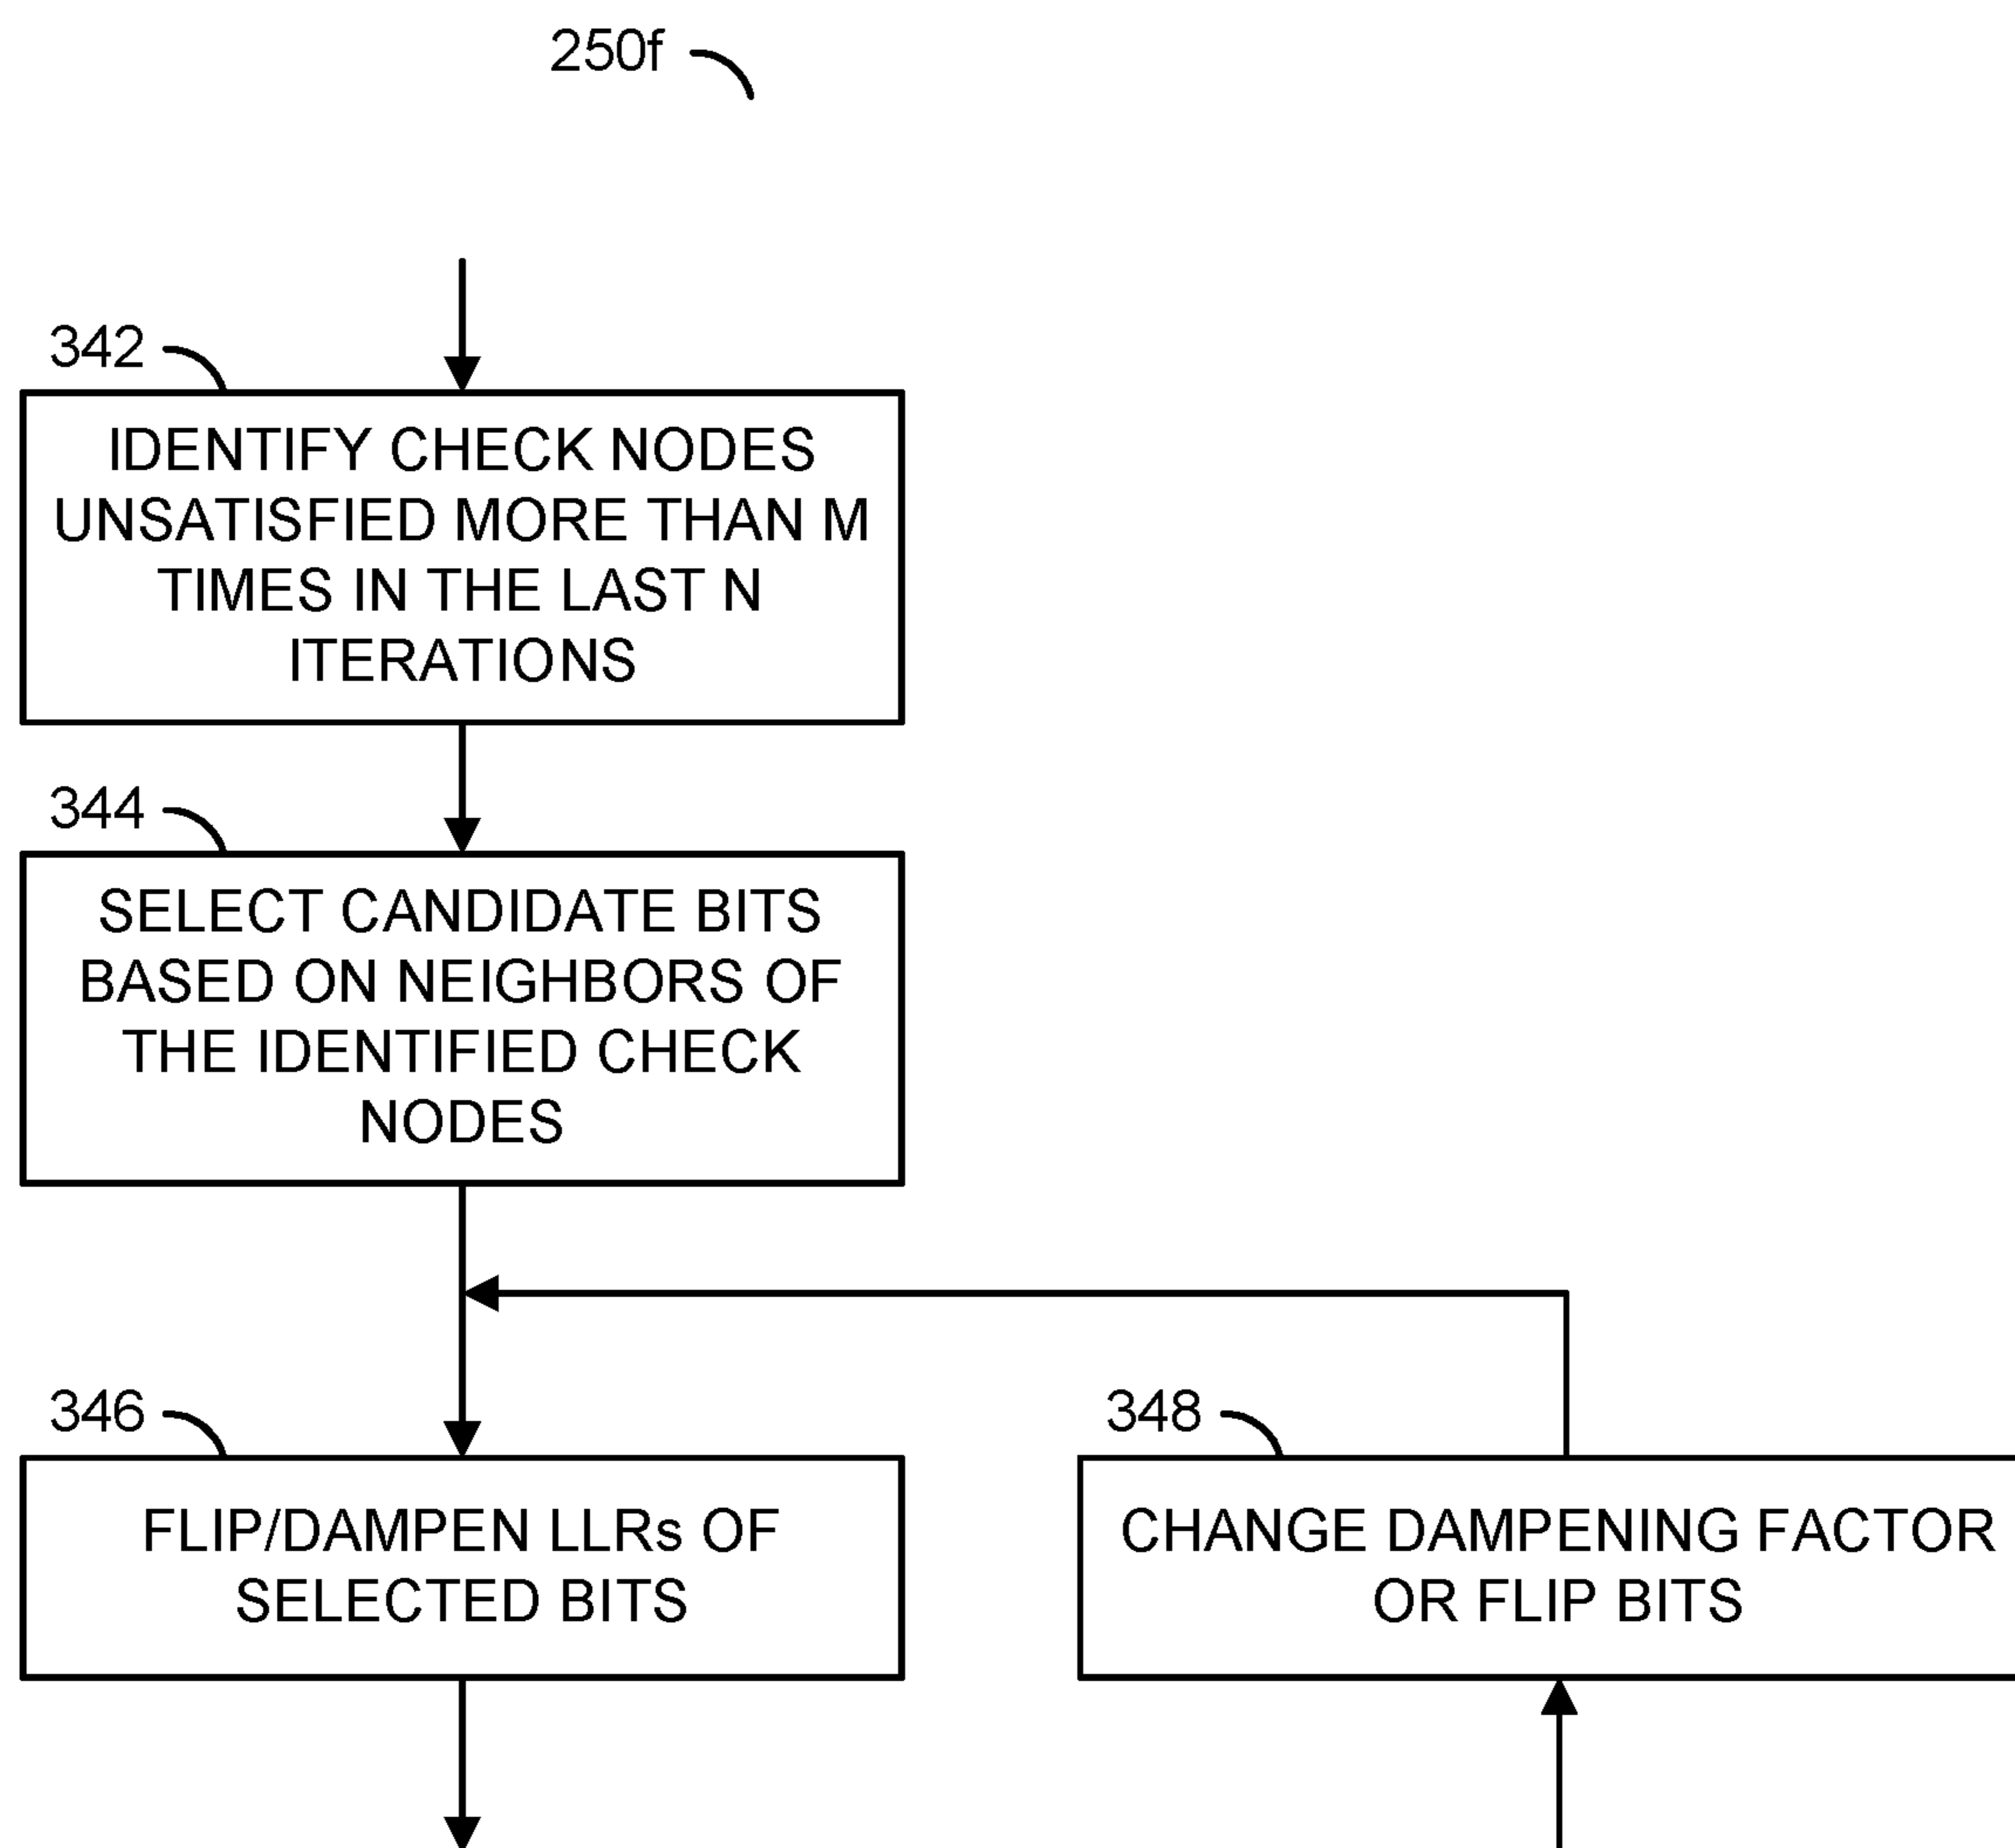 250f
342
IDENTIFY CHECK NODES
UNSATISFIED MORE THAN M
TIMES IN THE LAST N
ITERATIONS
344
SELECT CANDIDATE BITS
BASED ON NEIGHBORS OF
THE IDENTIFIED CHECK
NODES
346
FLIP/DAMPEN LLRs OF
SELECTED BITS
348
CHANGE DAMPENING FACTOR
OR FLIP BITS